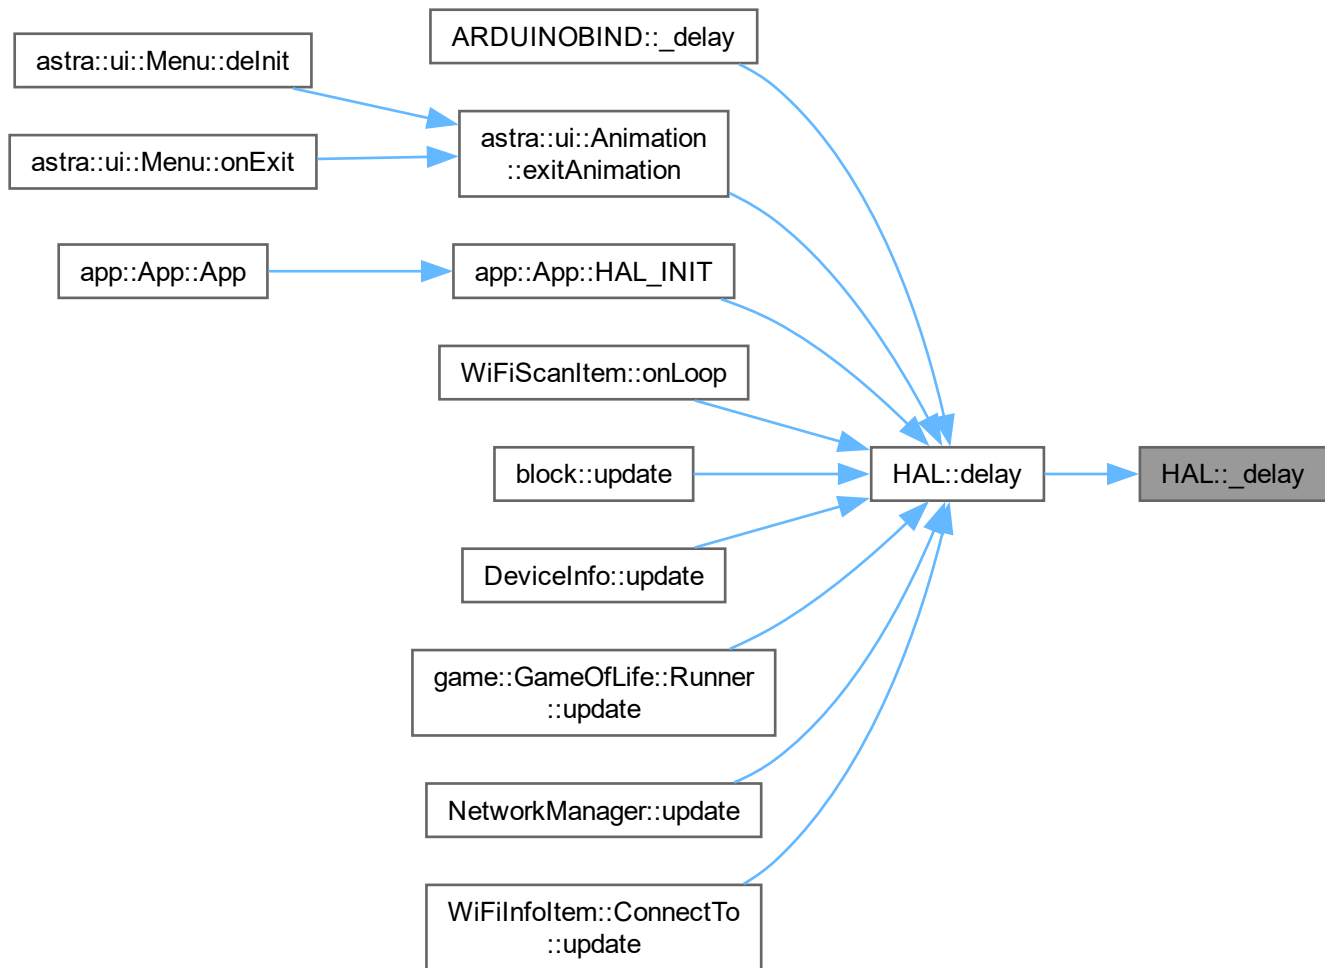 ARDUINOBIND::_delay
astra::ui::Menu::deInit
astra::ui::Animation
::exitAnimation
astra::ui::Menu::onExit
app::App::App
app::App::HAL_INIT
WiFiScanItem::onLoop
block::update
HAL::delay
HAL::_delay
DeviceInfo::update
game::GameOfLife::Runner
::update
NetworkManager::update
WiFiInfoItem::ConnectTo
::update